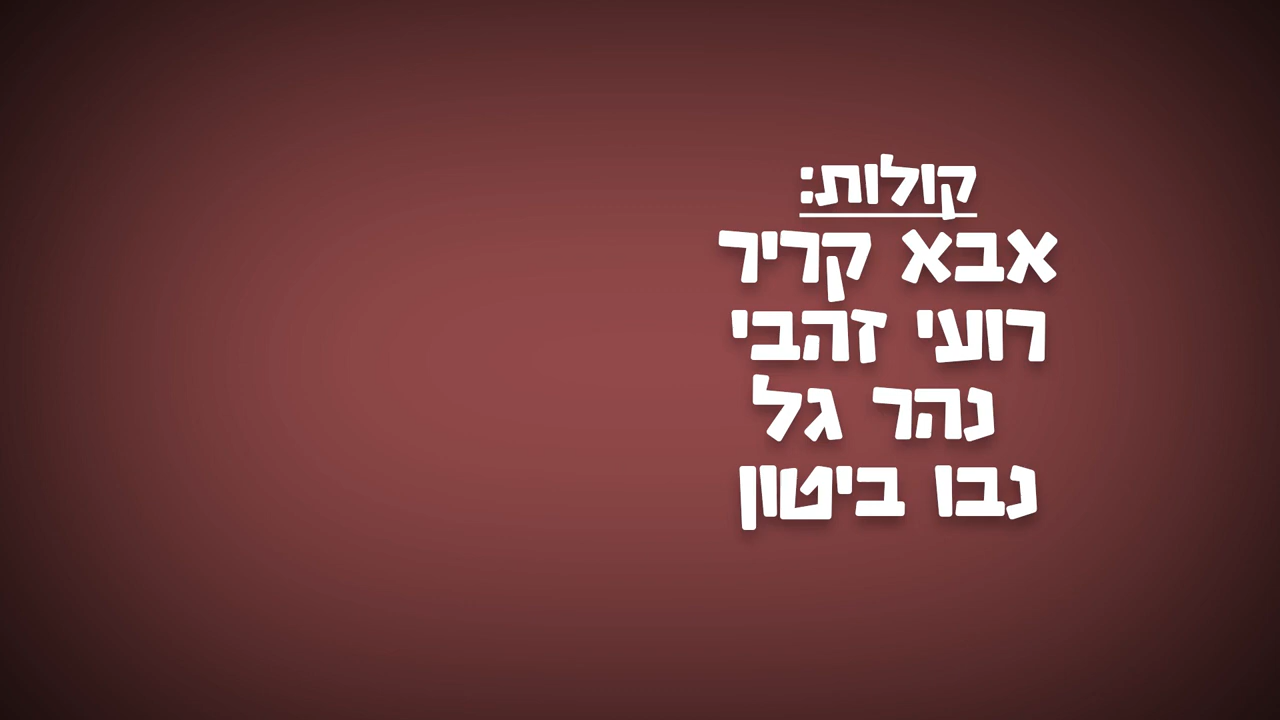 קולות:
אבא קריר
רועי זהבי
נהר גל
נבו ביטון